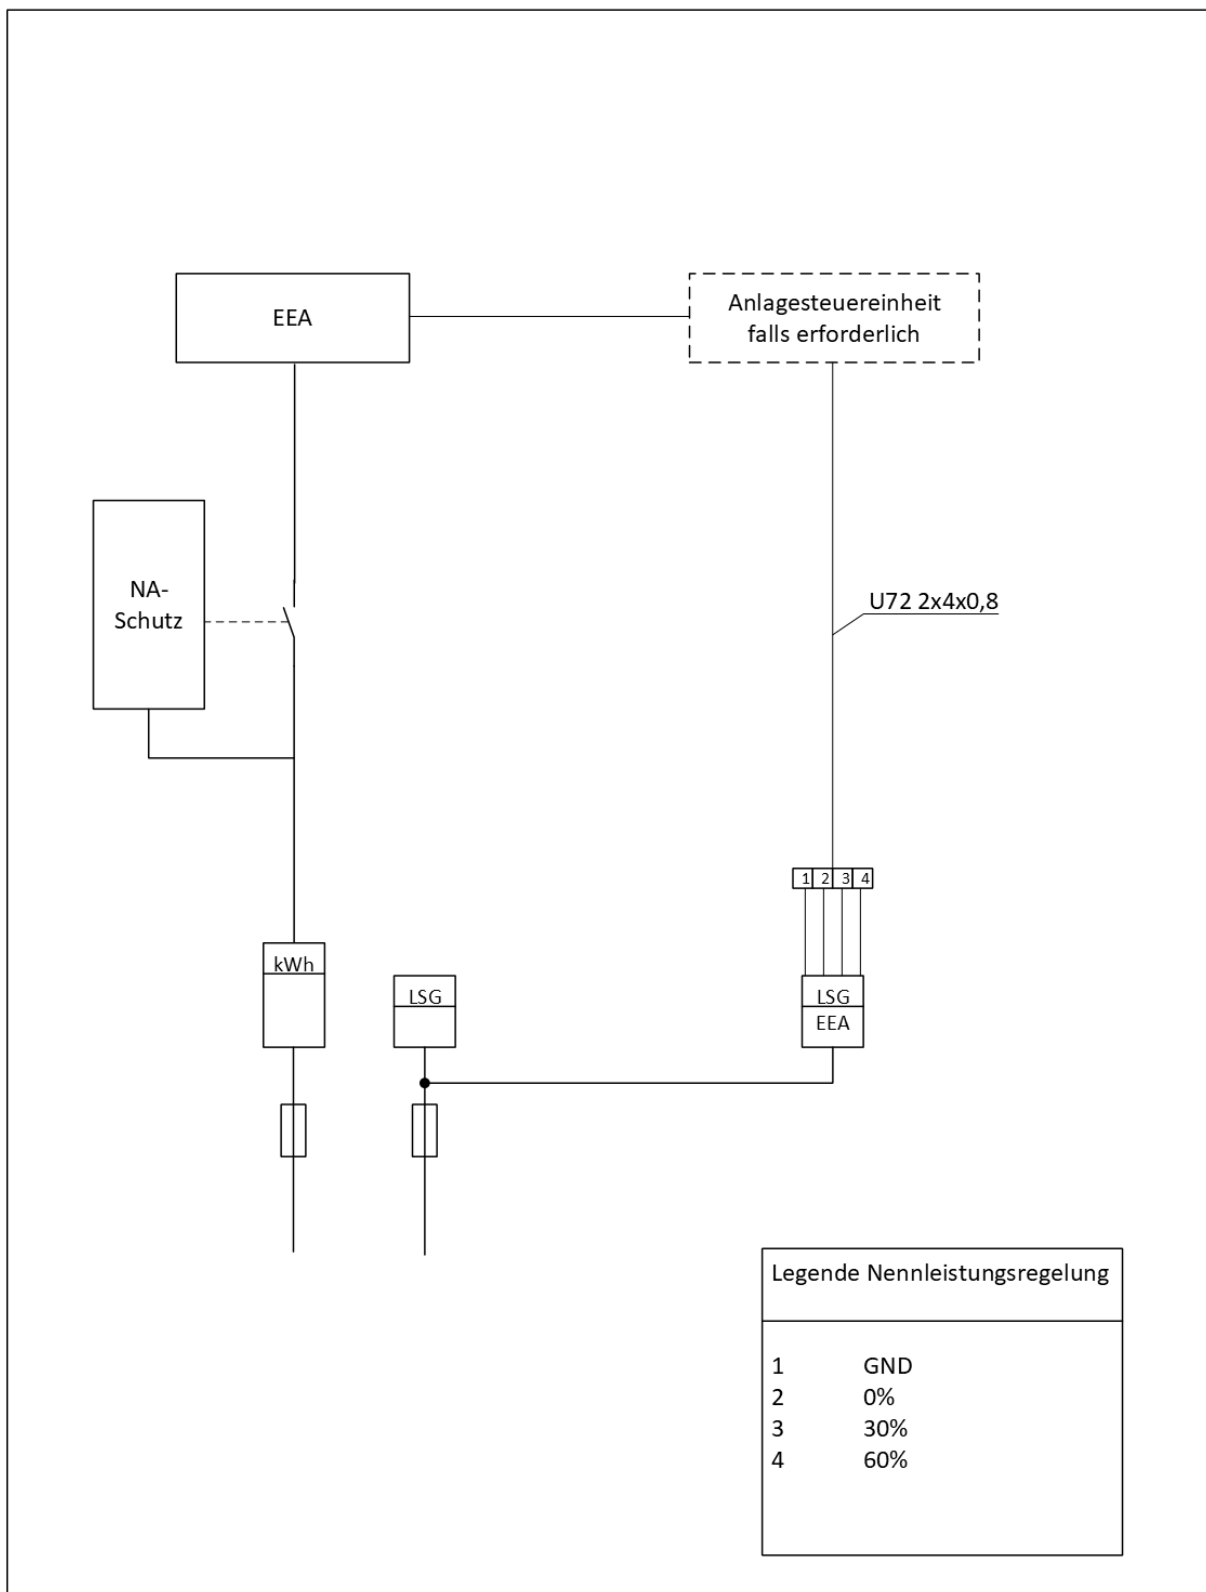 EEA
Anlagesteuereinheit
falls erforderlich
NA-
Schutz
U72 2x4x0,8
1 2 3 4
kWh
LSG
LSG
EEA
Legende Nennleistungsregelung
1 GND
2 0%
3 30%
4 60%